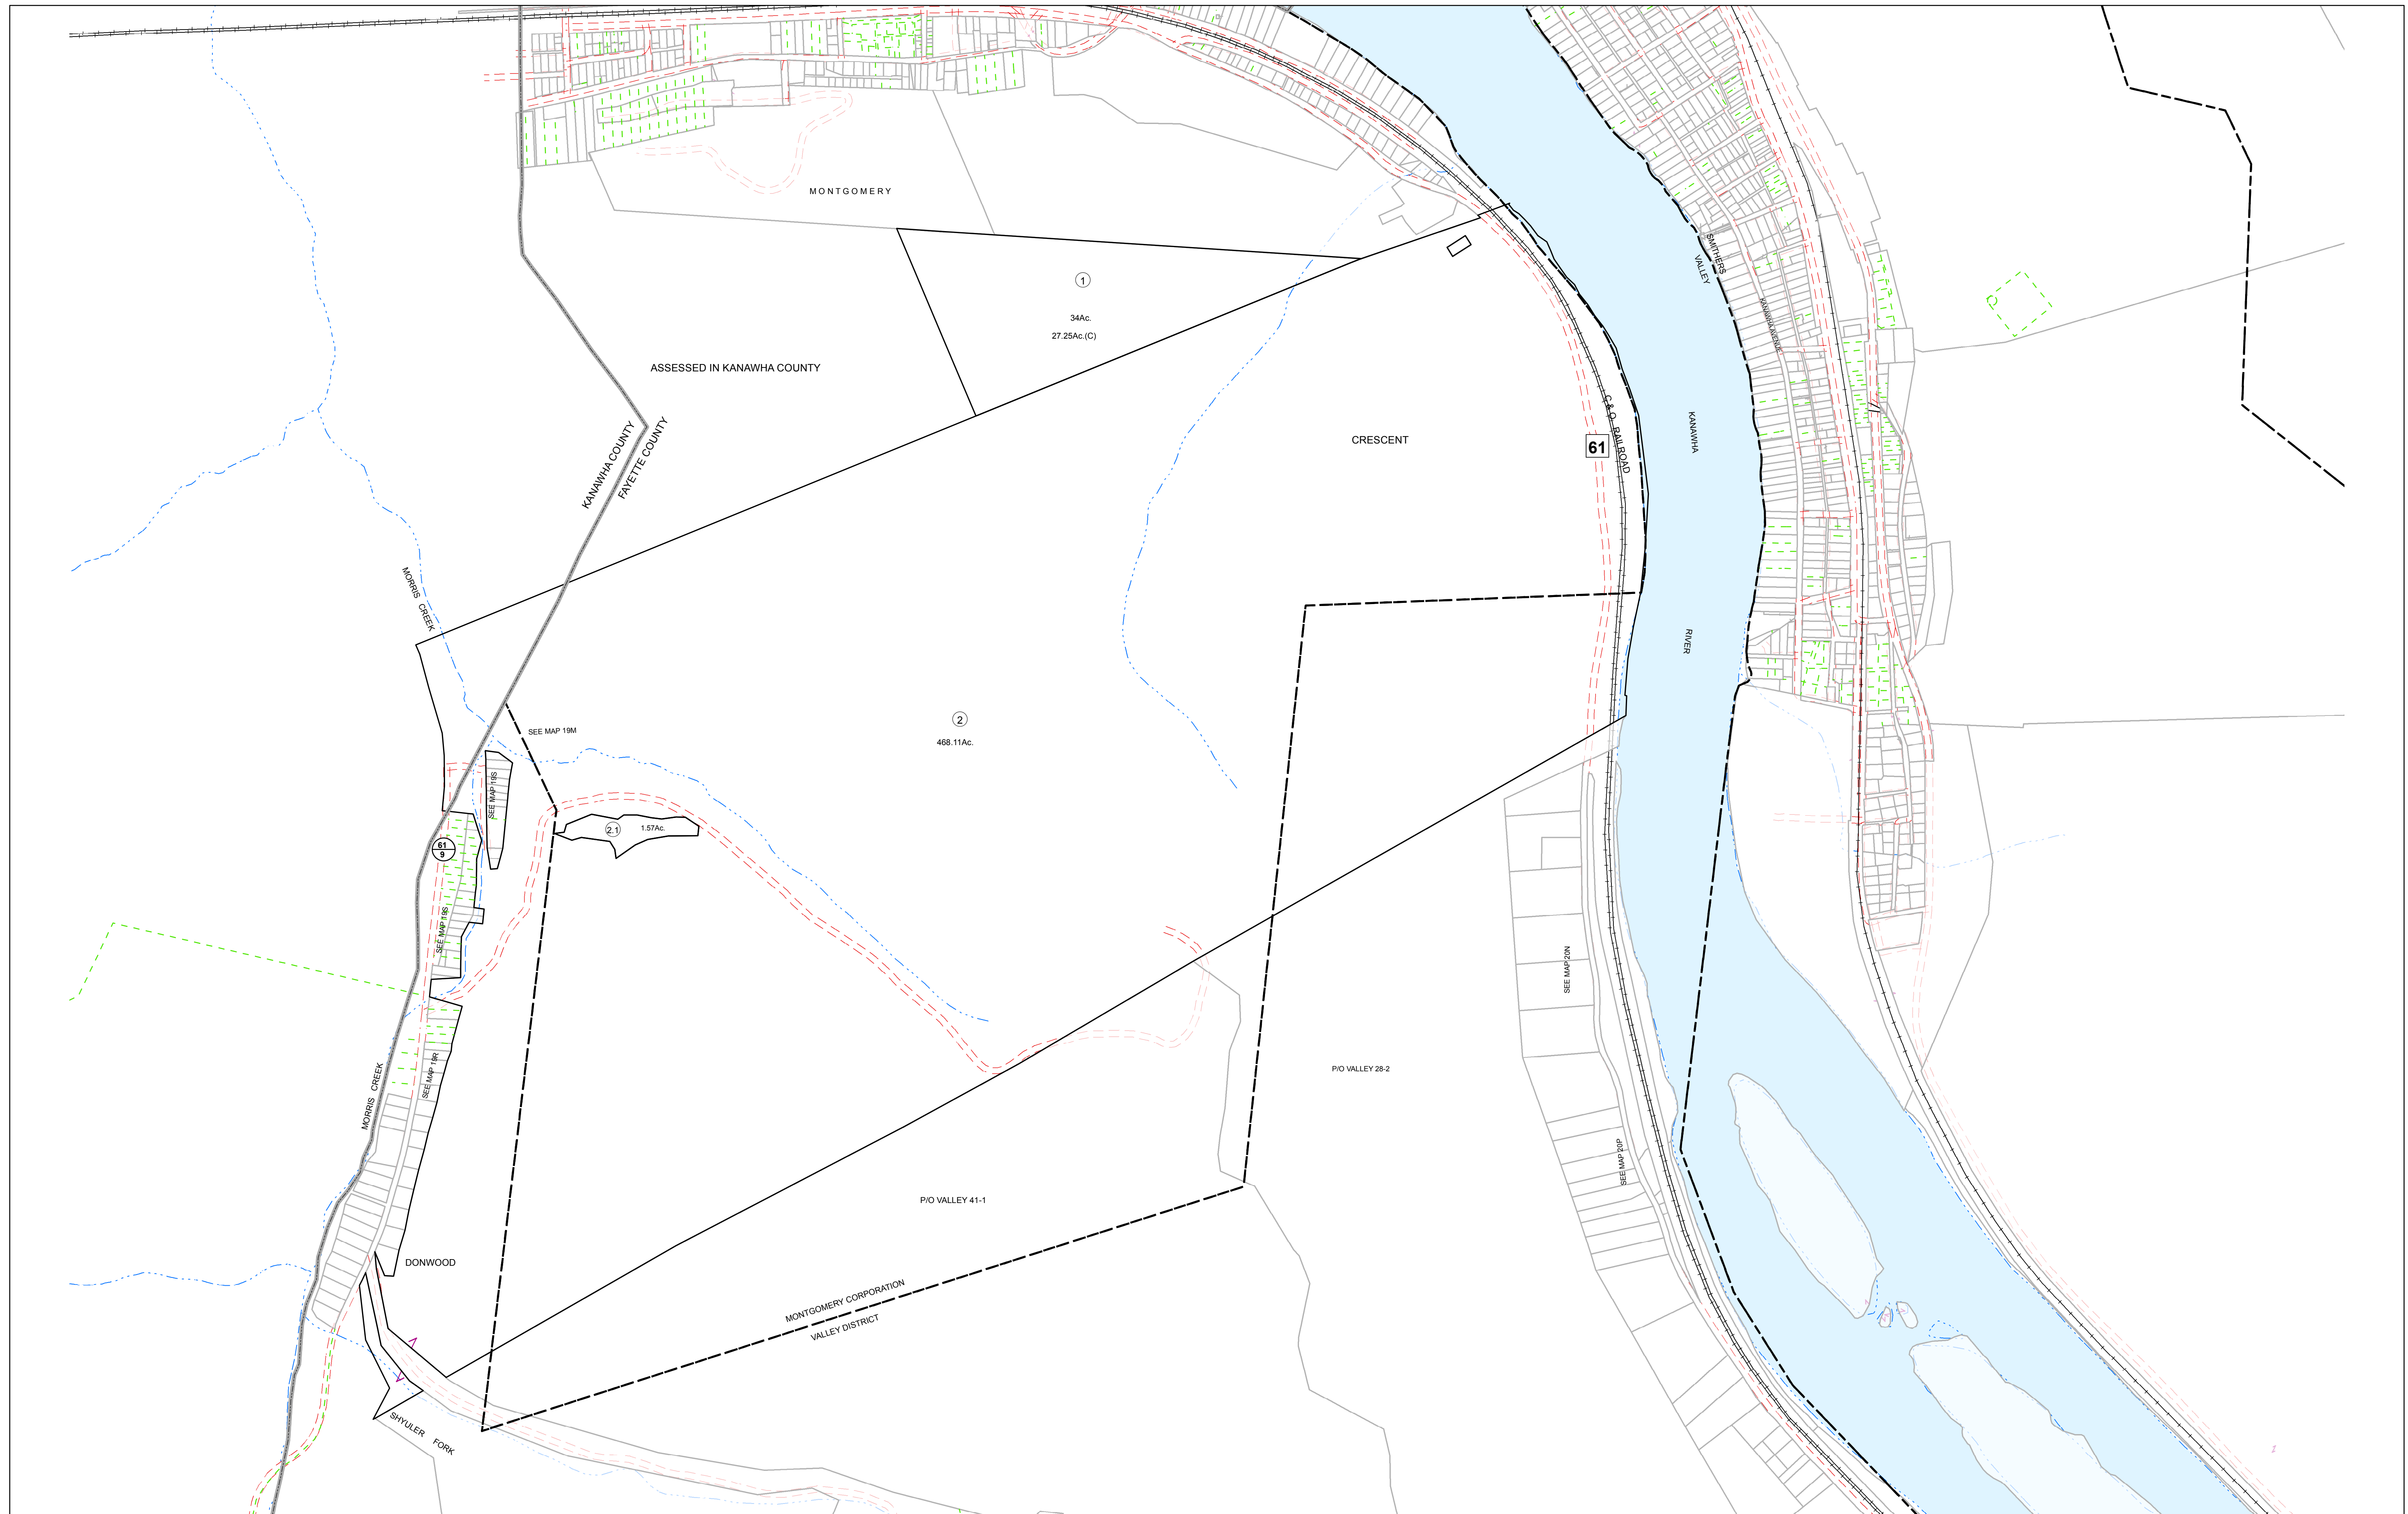 MONTGOMERY
SMITHERS
VALLEY
1
34Ac.
27.25Ac.(C)
KANAWHA AVENUE
ASSESSED IN KANAWHA COUNTY
KANAWHA COUNTY
FAYETTE COUNTY
CRESCENT
61
C & O RAILROAD
KANAWHA
RIVER
MORRIS CREEK
2
468.11Ac.
SEE MAP 19M
SEE MAP 19S
2.1
1.57Ac.
61
9
SEE MAP 19S
SEE MAP 20N
SEE MAP 19R
MORRIS CREEK
P/O VALLEY 28-2
SEE MAP 20P
P/O VALLEY 41-1
DONWOOD
MONTGOMERY CORPORATION
VALLEY DISTRICT
SHYULER FORK